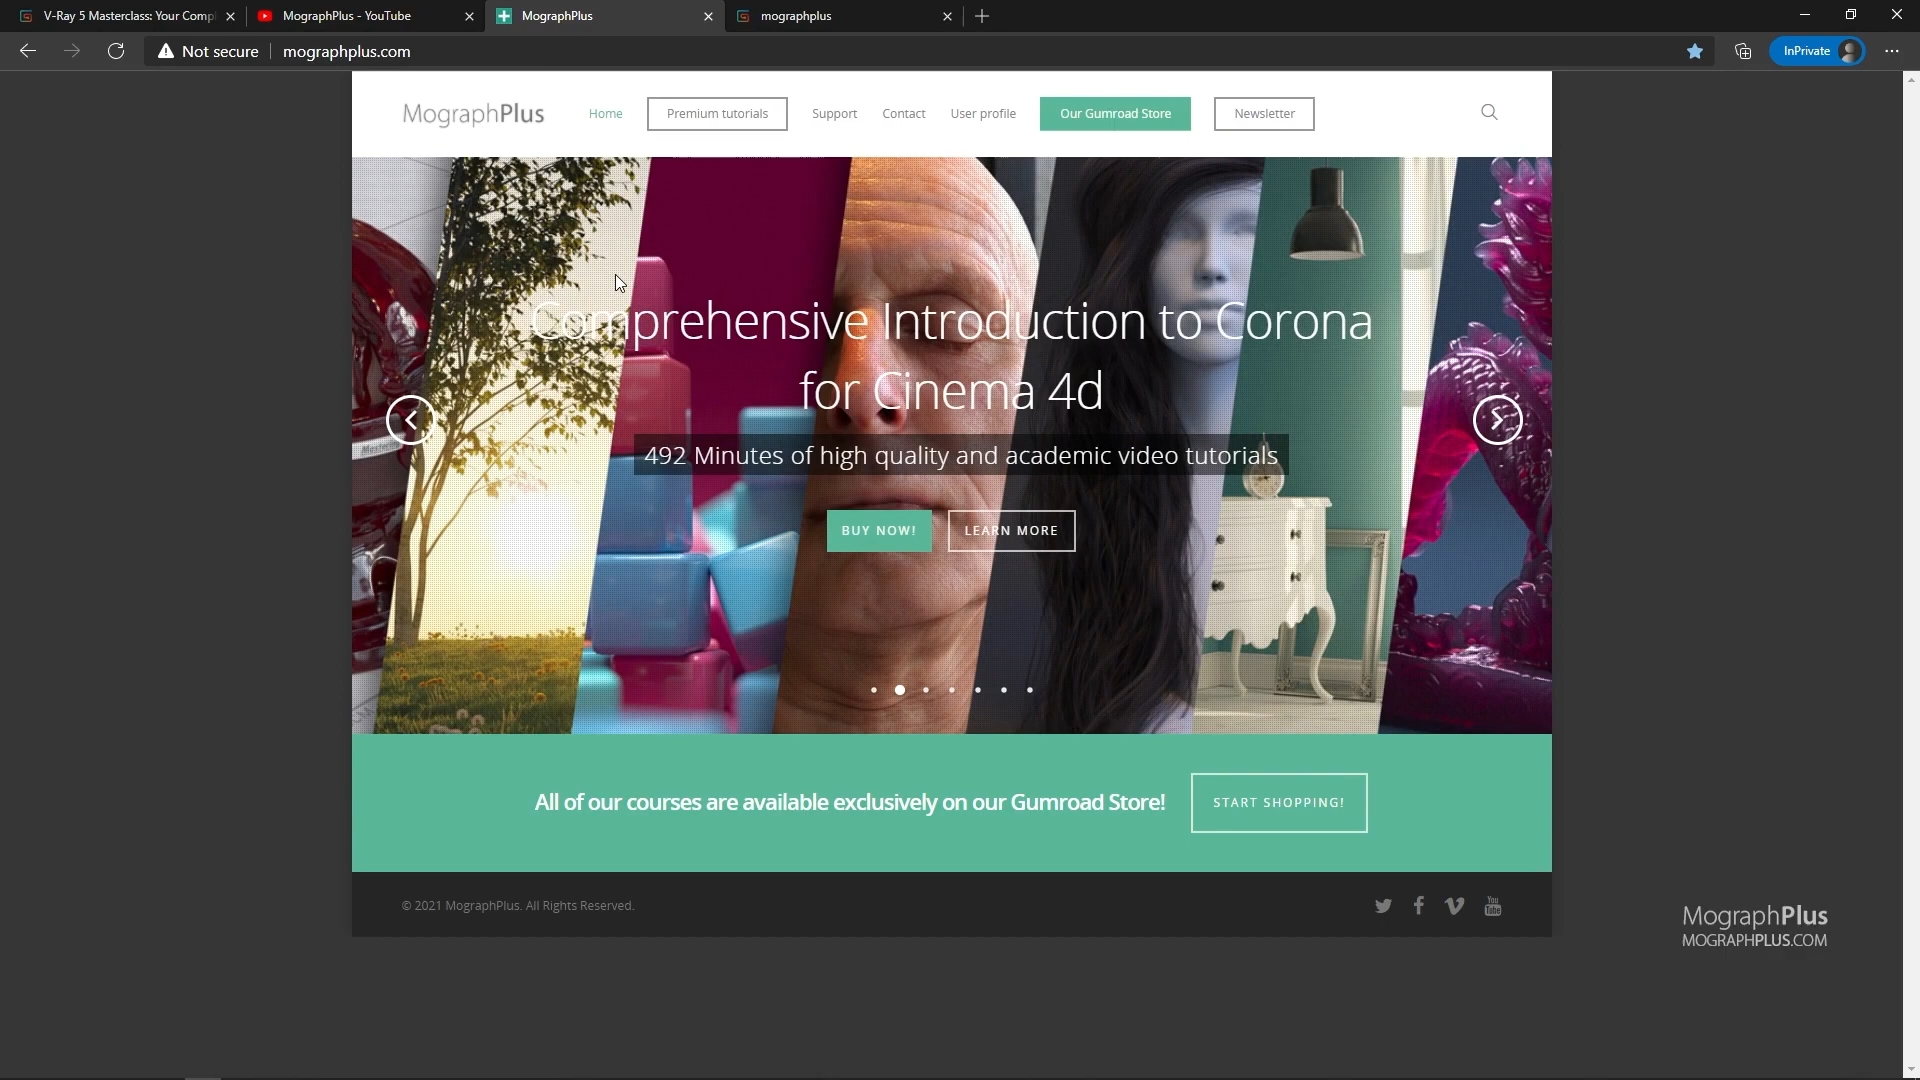 V-Ray 5 Masterclass: Your Compl
MographPlus - YouTube
MographPlus
mographplus
Not secure
mographplus.com
InPrivate
MographPlus
Home
Premium tutorials
Support
Contact
User profile
Our Gumroad Store
Newsletter
Comprehensive Introduction to Corona
for Cinema 4d
492 Minutes of high quality and academic video tutorials
BUY NOW!
LEARN MORE
All of our courses are available exclusively on our Gumroad Store!
START SHOPPING!
© 2021 MographPlus. All Rights Reserved.
You
Tube
MographPlus
MOGRAPHPLUS.COM